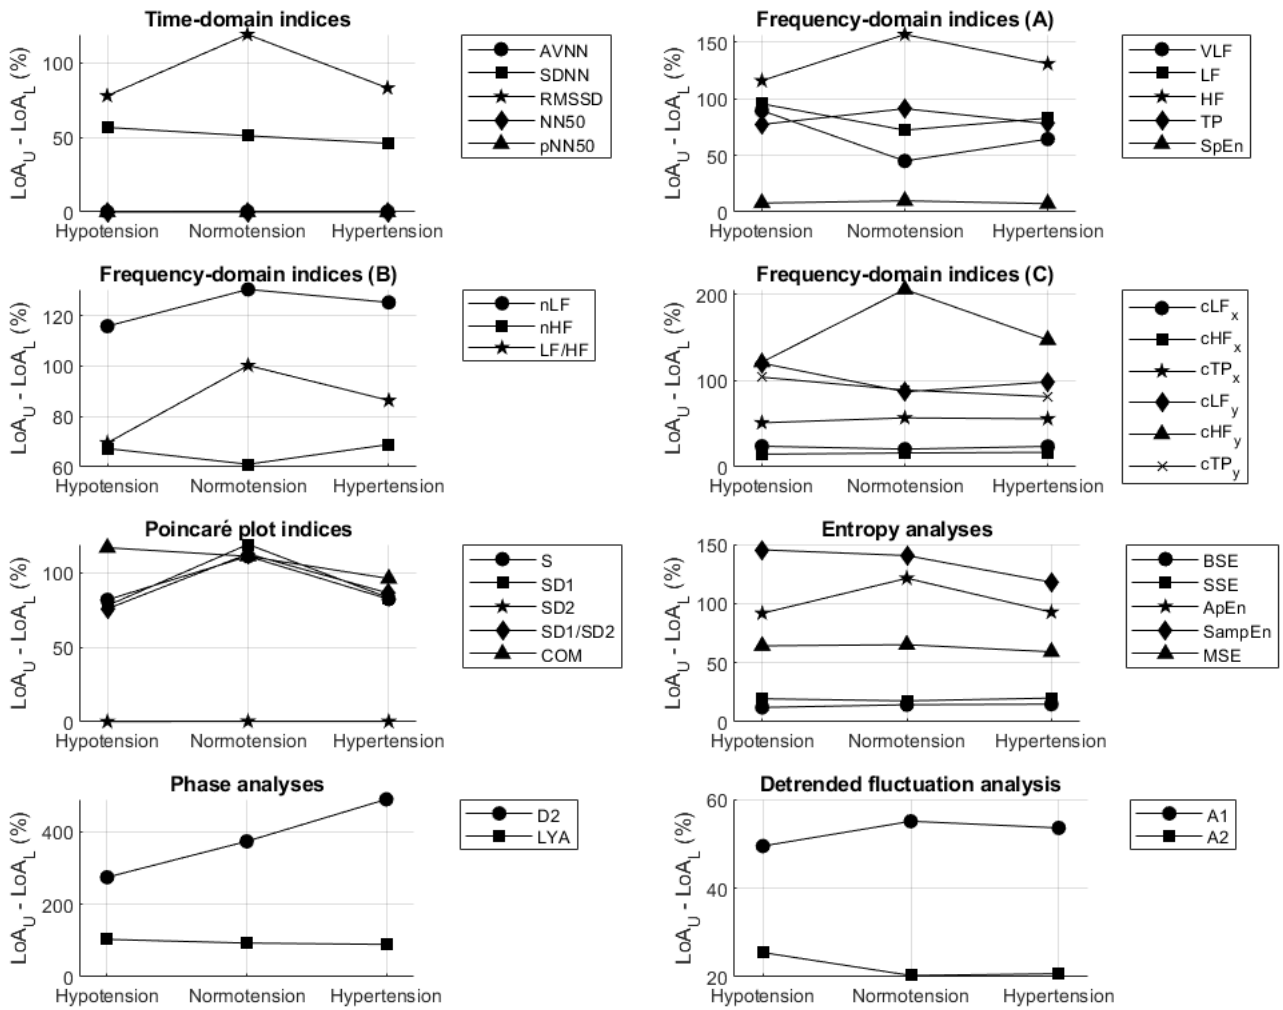 Time-domain indices
LoA_U - LoA_L (%)
100
50
0
Hypotension Normotension Hypertension
AVNN
SDNN
RMSSD
NN50
pNN50
Frequency-domain indices (A)
LoA_U - LoA_L (%)
150
100
50
0
Hypotension Normotension Hypertension
VLF
LF
HF
TP
SpEn
Frequency-domain indices (B)
LoA_U - LoA_L (%)
120
100
80
60
Hypotension Normotension Hypertension
nLF
nHF
LF/HF
Frequency-domain indices (C)
LoA_U - LoA_L (%)
200
100
0
Hypotension Normotension Hypertension
cLF_x
cHF_x
cTP_x
cLF_y
cHF_y
cTP_y
Poincaré plot indices
LoA_U - LoA_L (%)
100
50
0
Hypotension Normotension Hypertension
S
SD1
SD2
SD1/SD2
COM
Entropy analyses
LoA_U - LoA_L (%)
150
100
50
0
Hypotension Normotension Hypertension
BSE
SSE
ApEn
SampEn
MSE
Phase analyses
LoA_U - LoA_L (%)
400
200
0
Hypotension Normotension Hypertension
D2
LYA
Detrended fluctuation analysis
LoA_U - LoA_L (%)
60
40
20
Hypotension Normotension Hypertension
A1
A2